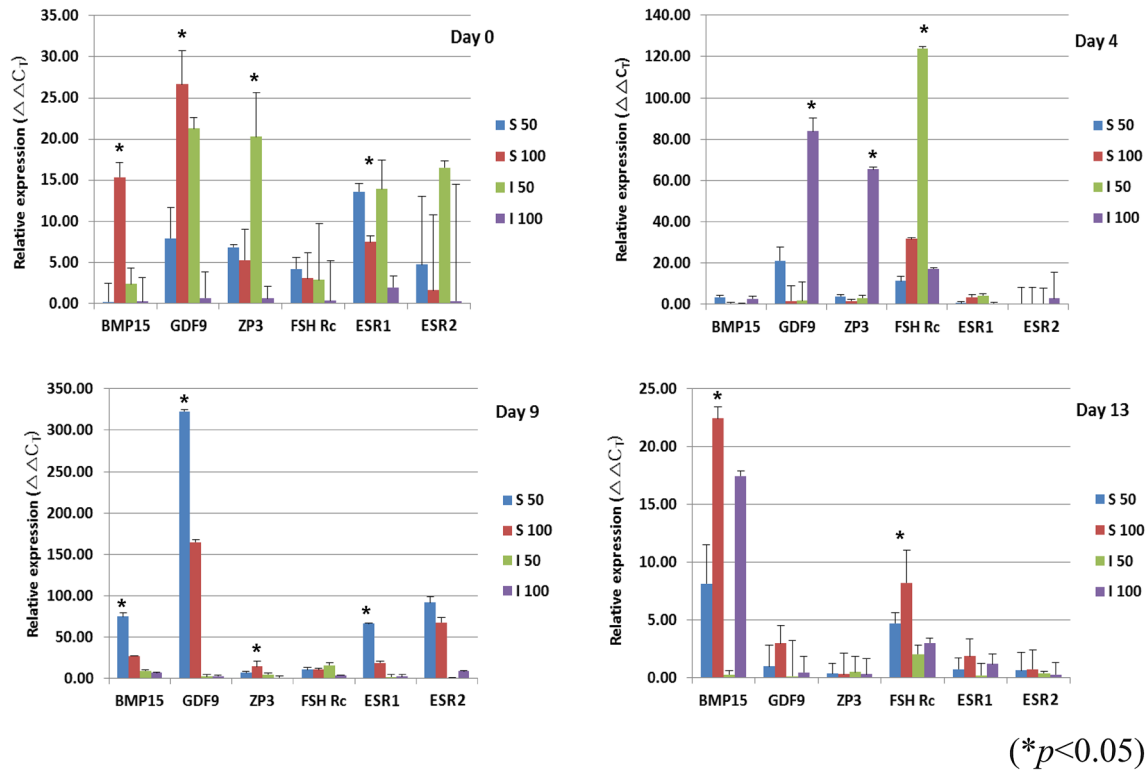 Day 0
Relative expression (△△CT)
35.00
30.00
25.00
20.00
15.00
10.00
5.00
0.00
*
*
*
*
BMP15 GDF9 ZP3 FSH Rc ESR1 ESR2
S 50
S 100
I 50
I 100
Day 4
Relative expression (△△CT)
140.00
120.00
100.00
80.00
60.00
40.00
20.00
0.00
*
*
*
BMP15 GDF9 ZP3 FSH Rc ESR1 ESR2
S 50
S 100
I 50
I 100
Day 9
Relative expression (△△CT)
350.00
300.00
250.00
200.00
150.00
100.00
50.00
0.00
*
*
*
*
BMP15 GDF9 ZP3 FSH Rc ESR1 ESR2
S 50
S 100
I 50
I 100
Day 13
Relative expression (△△CT)
25.00
20.00
15.00
10.00
5.00
0.00
*
*
BMP15 GDF9 ZP3 FSH Rc ESR1 ESR2
S 50
S 100
I 50
I 100
(*p<0.05)